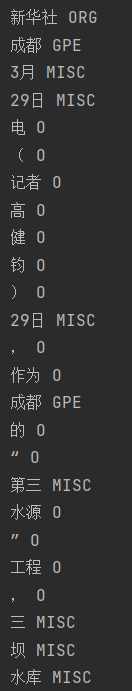 新华社 ORG
成都 GPE
3月 MISC
29日 MISC
电 O
（ O
记者 O
高 O
健 O
钧 O
） O
29日 MISC
， O
作为 O
成都 GPE
的 O
“ O
第三 MISC
水源 O
” O
工程 O
， O
三 MISC
坝 MISC
水库 MISC